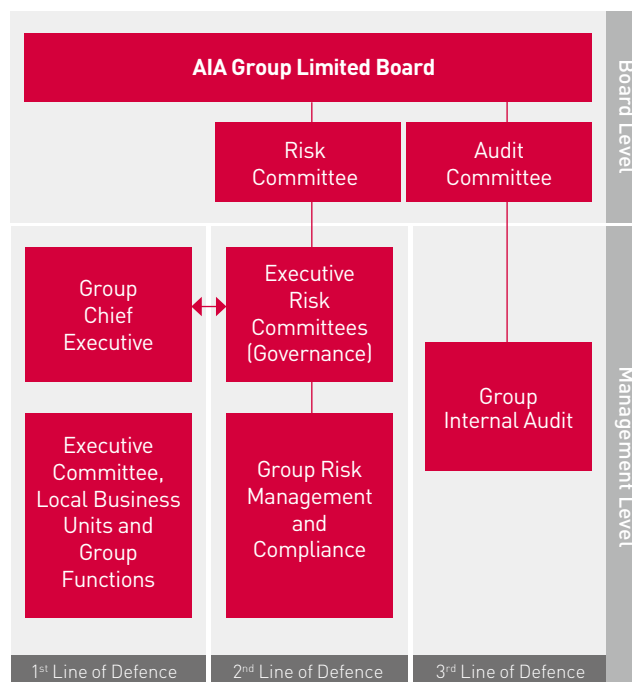 AIA Group Limited Board
Risk
Committee
Audit
Committee
Board Level
Group
Chief
Executive
Executive
Risk
Committees
(Governance)
Group
Internal Audit
Executive
Committee,
Local Business
Units and
Group
Functions
Group Risk
Management
and
Compliance
Management Level
1st Line of Defence
2nd Line of Defence
3rd Line of Defence